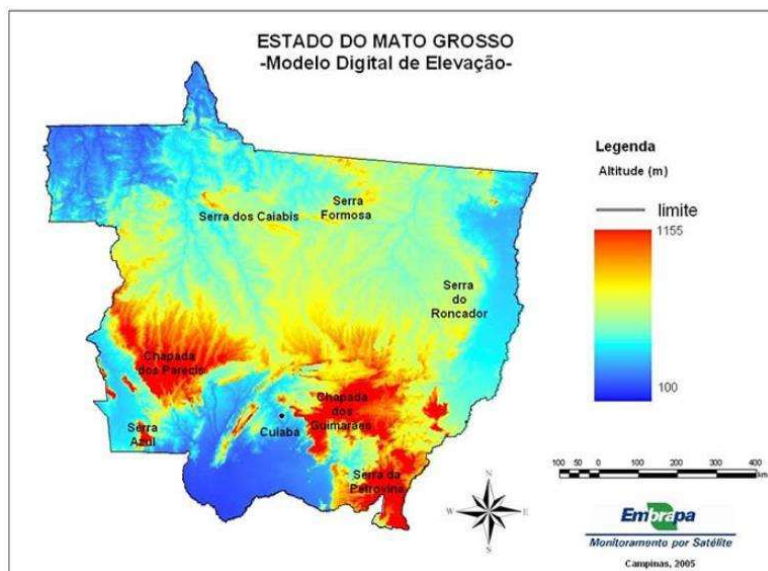 ESTADO DO MATO GROSSO
-Modelo Digital de Elevação-
Legenda
Altitude (m)
limite
1155
100
Serra dos Caiabis
Serra
Formosa
Serra
do
Roncador
Chapada
dos Parecis
Chapada
dos
Guimarães
Serra
Azul
Cuiabá
Serra da
Petrovina
N
W
E
S
100 50 0 100 200 300 400
km
Embrapa
Monitoramento por Satélite
Campinas, 2005